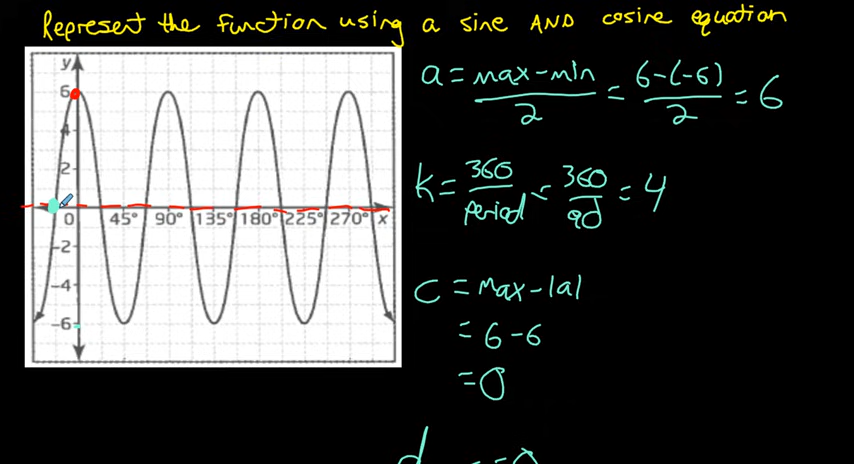 Represent the function using a sine AND cosine equation
y
6
4
2
0
-2
-4
-6
45° 90° 135° 180° 225° 270° x
a = max - min / 2 = 6-(-6) / 2 = 6
K = 360 / period = 360 / 90 = 4
C = Max - |a|
= 6 - 6
= 0